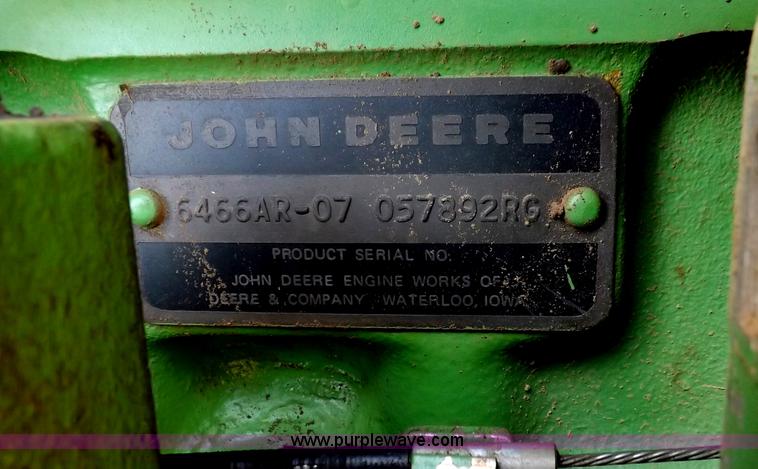 JOHN DEERE
6466AR-07 057892RG
PRODUCT SERIAL NO.
JOHN DEERE ENGINE WORKS OF
DEERE & COMPANY WATERLOO, IOWA
www.purplewave.com